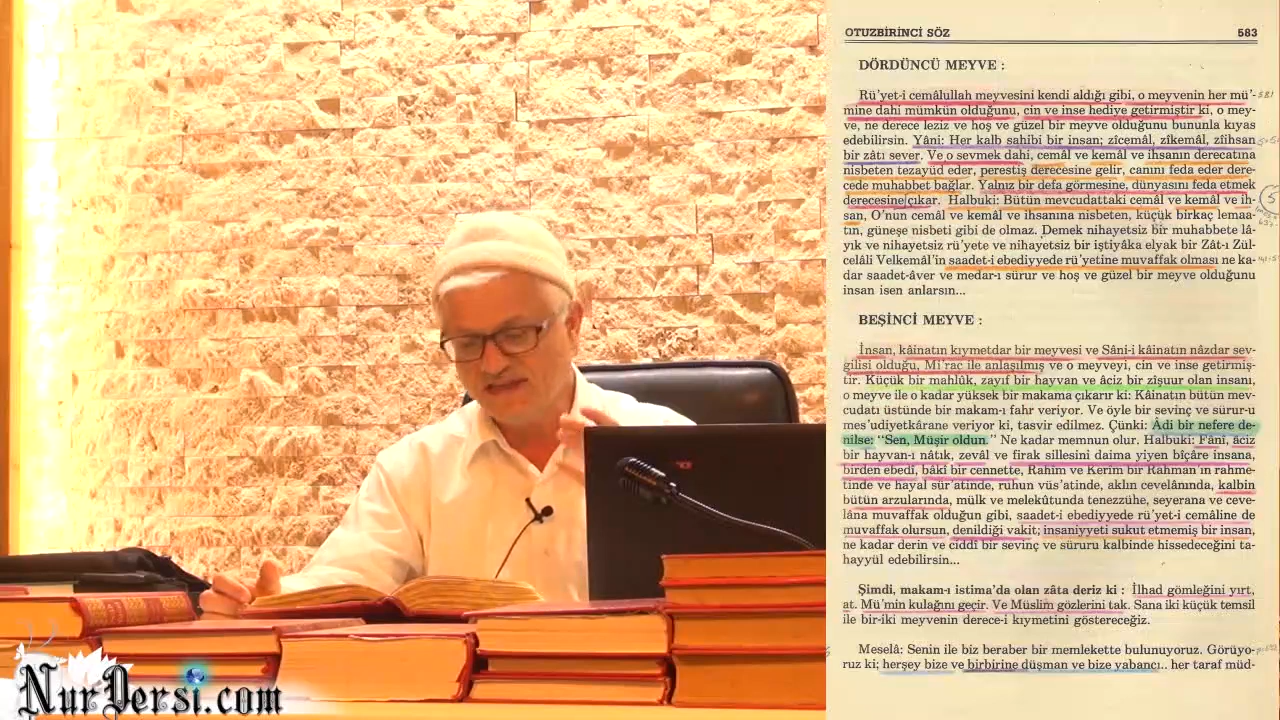 OTUZBİRİNCİ SÖZ 583
DÖRDÜNCÜ MEYVE :
Rü'yet-i cemâlullah meyvesini kendi aldığı gibi, o meyvenin her mü'-
mine dahi mümkün olduğunu, cin ve inse hediye getirmiştir ki, o mey-
ve, ne derece leziz ve hoş ve güzel bir meyve olduğunu bununla kıyas
edebilirsin. Yâni: Her kalb sahibi bir insan; zîcemâl, zîkemâl, zîihsan
bir zâtı sever. Ve o sevmek dahi, cemâl ve kemâl ve ihsanın derecatına
nisbeten tezayüd eder, perestiş derecesine gelir, canını feda eder dere-
cede muhabbet bağlar. Yalnız bir defa görmesine, dünyasını feda etmek
derecesine çıkar. Halbuki: Bütün mevcudattaki cemâl ve kemâl ve ih-
san, O'nun cemâl ve kemâl ve ihsanına nisbeten, küçük birkaç lemaa-
tın, güneşe nisbeti gibi de olmaz. Demek nihayetsiz bir muhabbete lâ-
yık ve nihayetsiz rü'yete ve nihayetsiz bir iştiyâka elyak bir Zât-ı Zül-
celâli Velkemâl'in saadet-i ebediyyede rü'yetine muvaffak olması ne ka-
dar saadet-âver ve medar-ı sürur ve hoş ve güzel bir meyve olduğunu
insan isen anlarsın...
BEŞİNCİ MEYVE :
İnsan, kâinatın kıymetdar bir meyvesi ve Sâni-i kâinatın nâzdar sev-
gilisi olduğu, Mi'rac ile anlaşılmış ve o meyveyi, cin ve inse getirmiş-
tir. Küçük bir mahlûk, zayıf bir hayvan ve âciz bir zîşuur olan insanı,
o meyve ile o kadar yüksek bir makama çıkarır ki: Kâinatın bütün mev-
cudatı üstünde bir makam-ı fahr veriyor. Ve öyle bir sevinç ve sürur-u
mes'udiyetkârane veriyor ki, tasvir edilmez. Çünki: Âdi bir nefere de-
nilse: "Sen, Müşir oldun." Ne kadar memnun olur. Halbuki: Fânî, âciz
bir hayvan-ı nâtık, zevâl ve firak sillesini daima yiyen bîçâre insana,
birden ebedî, bâkî bir cennette, Rahîm ve Kerîm bir Rahman'ın rahme-
tinde ve hayal sür'atinde, ruhun vüs'atinde, aklın cevelânında, kalbin
bütün arzularında, mülk ve melekûtunda tenezzühe, seyerana ve ceve-
lâna muvaffak olduğun gibi, saadet-i ebediyyede rü'yet-i cemâline de
muvaffak olursun, denildiği vakit; insaniyyeti sukut etmemiş bir insan,
ne kadar derin ve ciddî bir sevinç ve süruru kalbinde hissedeceğini ta-
hayyül edebilirsin...
Şimdi, makam-ı istima'da olan zâta deriz ki : İlhad gömleğini yırt,
at. Mü'min kulağını geçir. Ve Müslim gözlerini tak. Sana iki küçük temsil
ile bir-iki meyvenin derece-i kıymetini göstereceğiz.
Meselâ: Senin ile biz beraber bir memlekette bulunuyoruz. Görüyo-
ruz ki; herşey bize ve birbirine düşman ve bize yabancı.. her taraf müd-
NurDersi.com